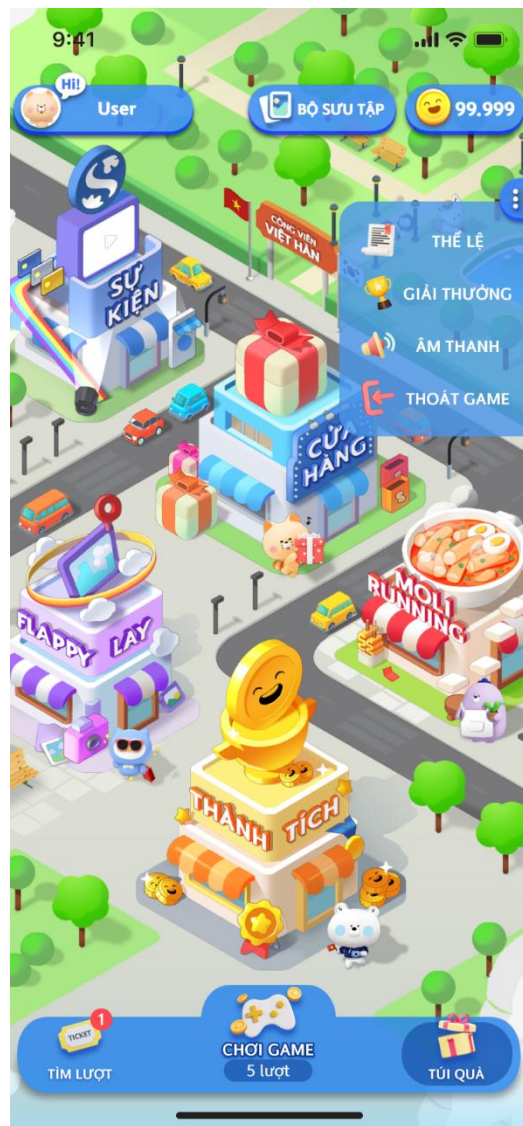 9:41
Hi!
User
BỘ SƯU TẬP
99.999
CÔNG VIÊN
VIỆT HÀN
SỰ
KIỆN
THỂ LỆ
GIẢI THƯỞNG
ÂM THANH
THOÁT GAME
CỬA
HÀNG
S
MOLI
RUNNING
FLAPPY LAY
THÀNH TÍCH
TICKET
1
TÌM LƯỢT
CHƠI GAME
5 lượt
TÚI QUÀ